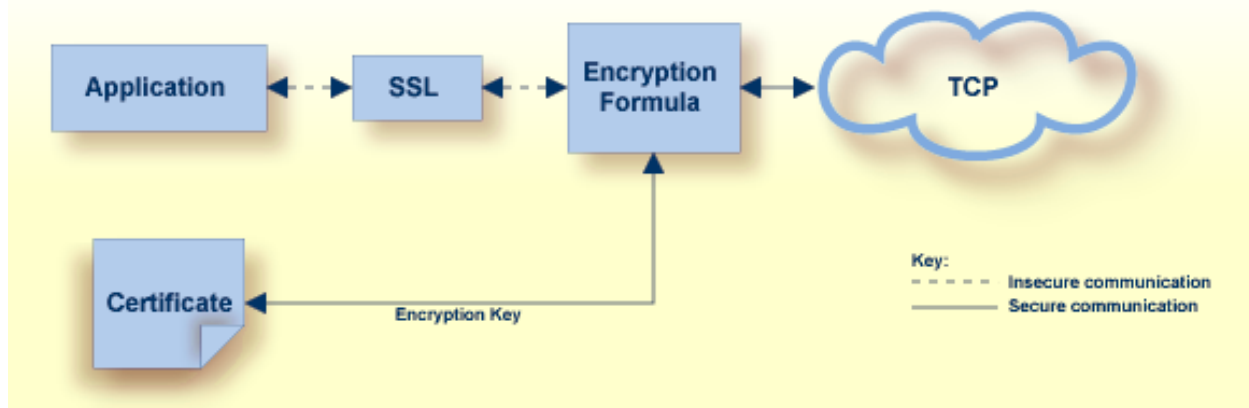 Application
SSL
Encryption
Formula
TCP
Certificate
Encryption Key
Key:
Insecure communication
Secure communication